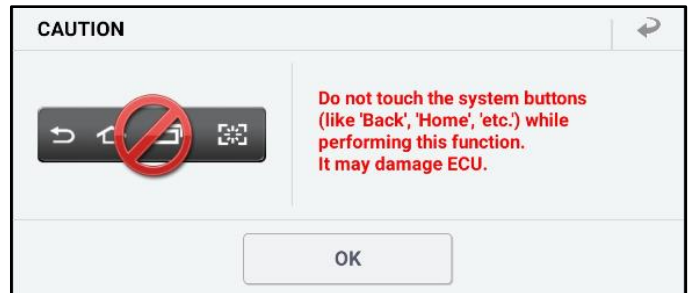 CAUTION
Do not touch the system buttons
(like 'Back', 'Home', 'etc.') while
performing this function.
It may damage ECU.
OK